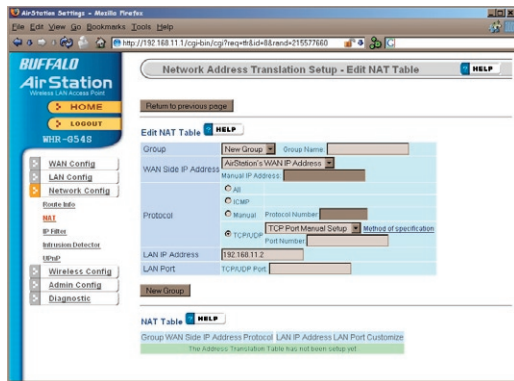 AirStation Settings - Mozilla Firefox
File Edit View Go Bookmarks Tools Help
http://192.168.11.1/cgi-bin/cgi?req=tfr&id=8&rand=215577660
BUFFALO
AirStation
Wireless LAN Access Point
HOME
LOGOUT
WHR-G54S
WAN Config
LAN Config
Network Config
Route Info
NAT
IP Filter
Intrusion Detector
UPnP
Wireless Config
Admin Config
Diagnostic
Network Address Translation Setup - Edit NAT Table
HELP
Return to previous page
Edit NAT Table ? HELP
Group New Group Group Name
WAN Side IP Address AirStation's WAN IP Address
Manual IP Address
Protocol
All
ICMP
Manual Protocol Number
TCP/UDP TCP Port Manual Setup Method of specification
Port Number
LAN IP Address 192.168.11.2
LAN Port TCP/UDP Port
New Group
NAT Table ? HELP
Group WAN Side IP Address Protocol LAN IP Address LAN Port Customize
The Address Translation Table has not been setup yet